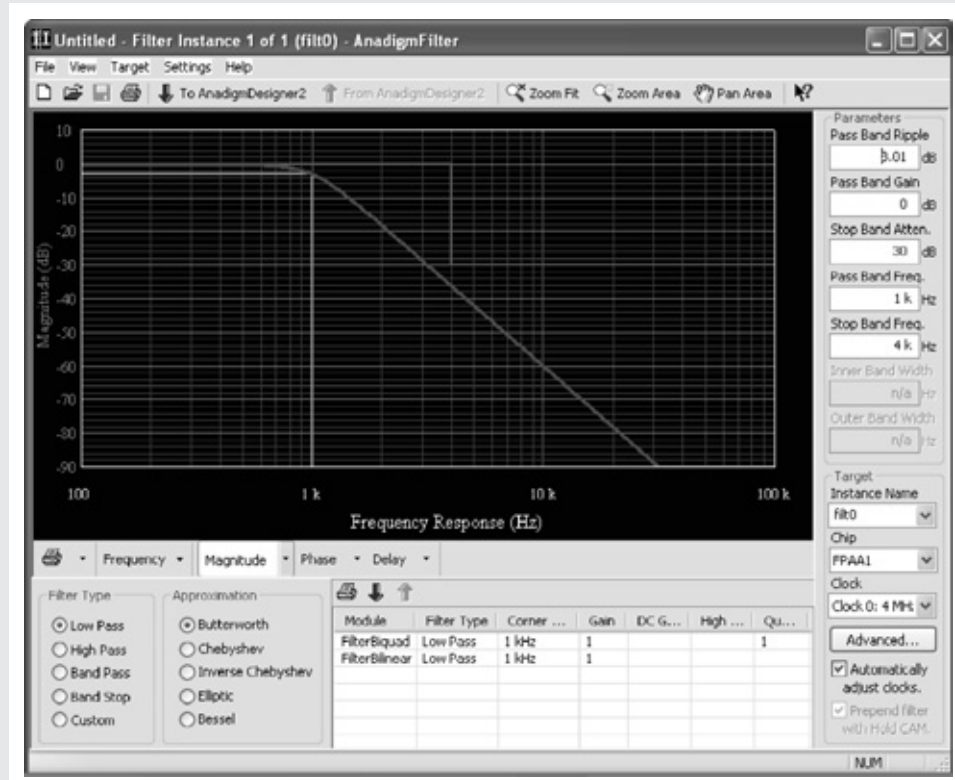 Untitled - Filter Instance 1 of 1 (filt0) - AnadigmFilter
File View Target Settings Help
To AnadigmDesigner2 From AnadigmDesigner2 Zoom Fit Zoom Area Pan Area
10
0
-10
-20
-30
-40
-50
-60
-70
-80
-90
Magnitude (dB)
100 1 k 10 k 100 k
Frequency Response (Hz)
Parameters
Pass Band Ripple
3.01 dB
Pass Band Gain
0 dB
Stop Band Atten.
30 dB
Pass Band Freq.
1 k Hz
Stop Band Freq.
4 k Hz
Inner Band Width
n/a Hz
Outer Band Width
n/a Hz
Target
Instance Name
filt0
Chip
FPAA1
Clock
Clock 0: 4 MHz
Advanced...
Automatically
adjust clocks.
Prepend filter
with Hold CAM.
Frequency Magnitude Phase Delay
Filter Type
Low Pass
High Pass
Band Pass
Band Stop
Custom
Approximation
Butterworth
Chebyshev
Inverse Chebyshev
Elliptic
Bessel
Module Filter Type Corner ... Gain DC G... High ... Qu...
FilterBiquad Low Pass 1 kHz 1 1
FilterBilinear Low Pass 1 kHz 1
NUM